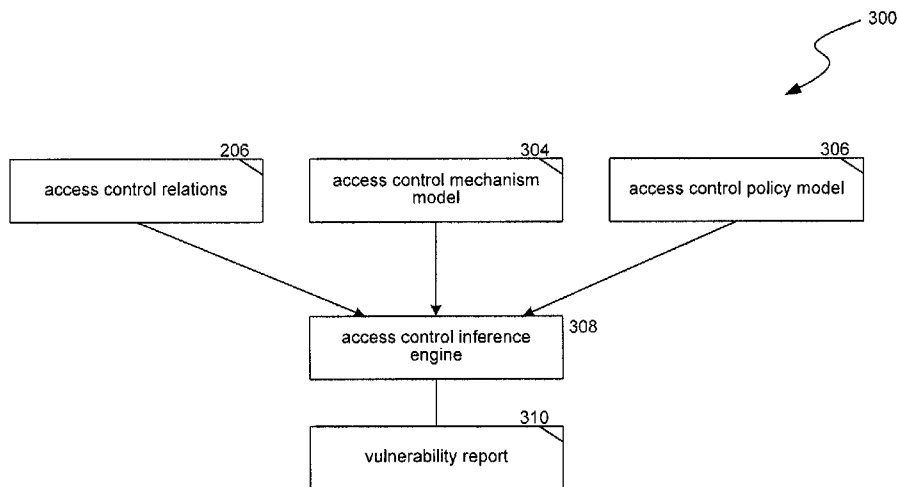 300
206
304
306
access control relations
access control mechanism
model
access control policy model
access control inference
engine
308
310
vulnerability report